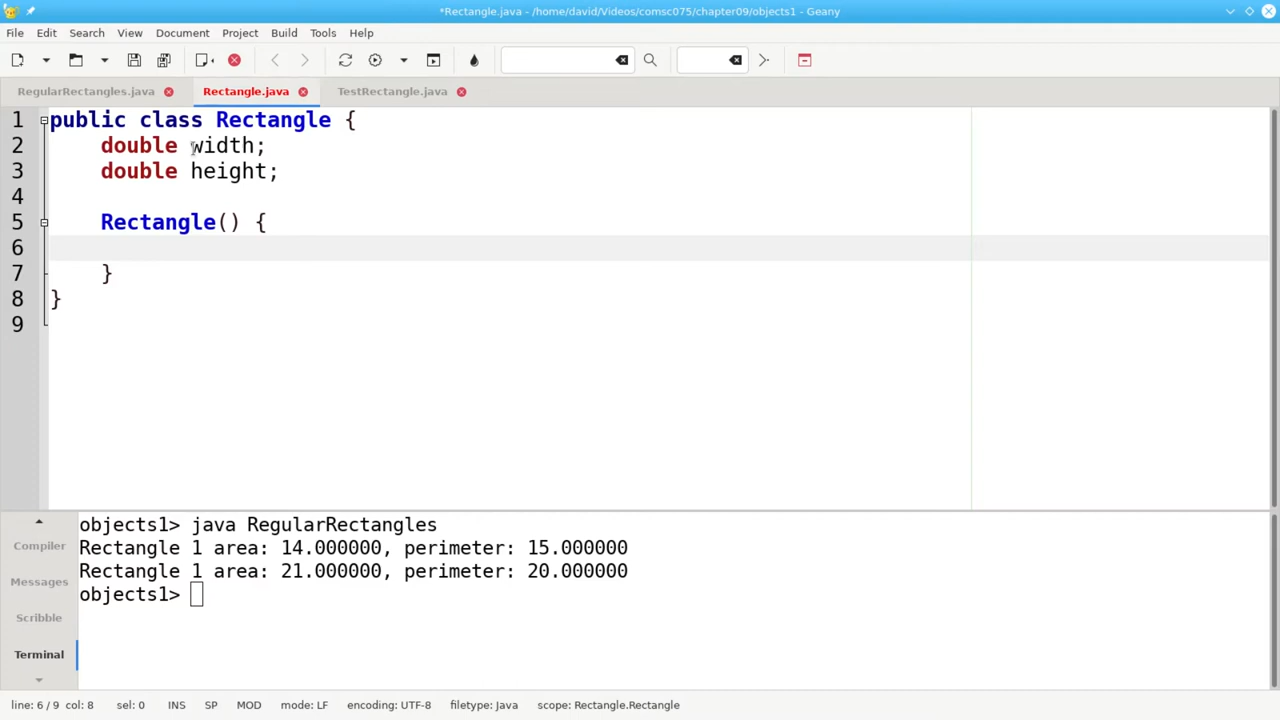 *Rectangle.java - /home/david/Videos/comsc075/chapter09/objects1 - Geany
File Edit Search View Document Project Build Tools Help
RegularRectangles.java Rectangle.java TestRectangle.java
1 public class Rectangle {
2 double width;
3 double height;
4
5 Rectangle() {
6
7 }
8 }
9
Compiler
Messages
Scribble
Terminal
objects1> java RegularRectangles
Rectangle 1 area: 14.000000, perimeter: 15.000000
Rectangle 1 area: 21.000000, perimeter: 20.000000
objects1>
line: 6 / 9 col: 8 sel: 0 INS SP MOD mode: LF encoding: UTF-8 filetype: Java scope: Rectangle.Rectangle